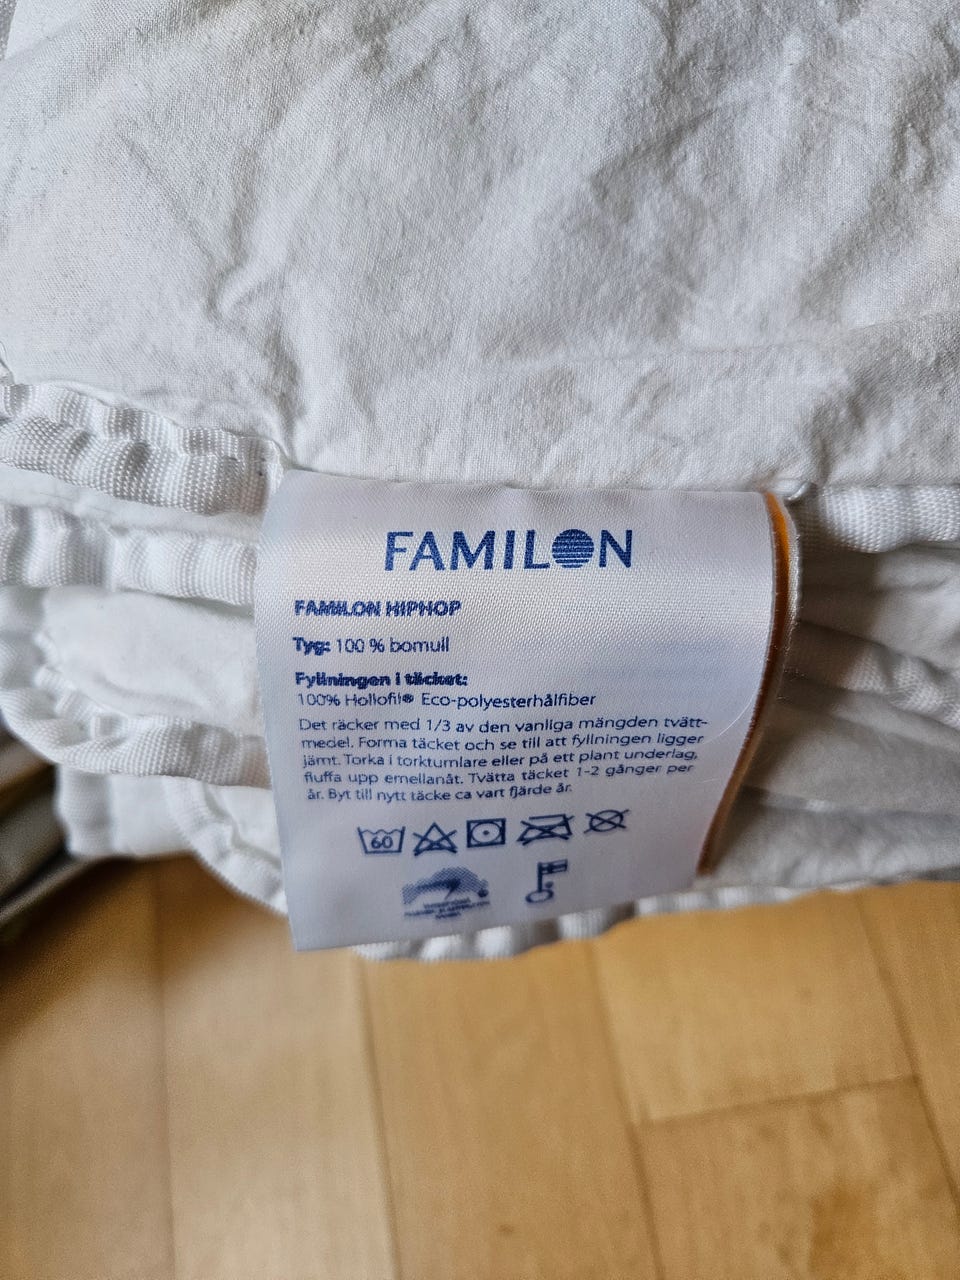 FAMILON
FAMILON HIPHOP
Tyg: 100 % bomull
Fyllningen i täcket:
100% Hollofil® Eco-polyesterhålfiber
Det räcker med 1/3 av den vanliga mängden tvätt-
medel. Forma täcket och se till att fyllningen ligger
jämt. Torka i torktumlare eller på ett plant underlag,
fluffa upp emellanåt. Tvätta täcket 1-2 gånger per
år. Byt till nytt täcke ca vart fjärde år.
60